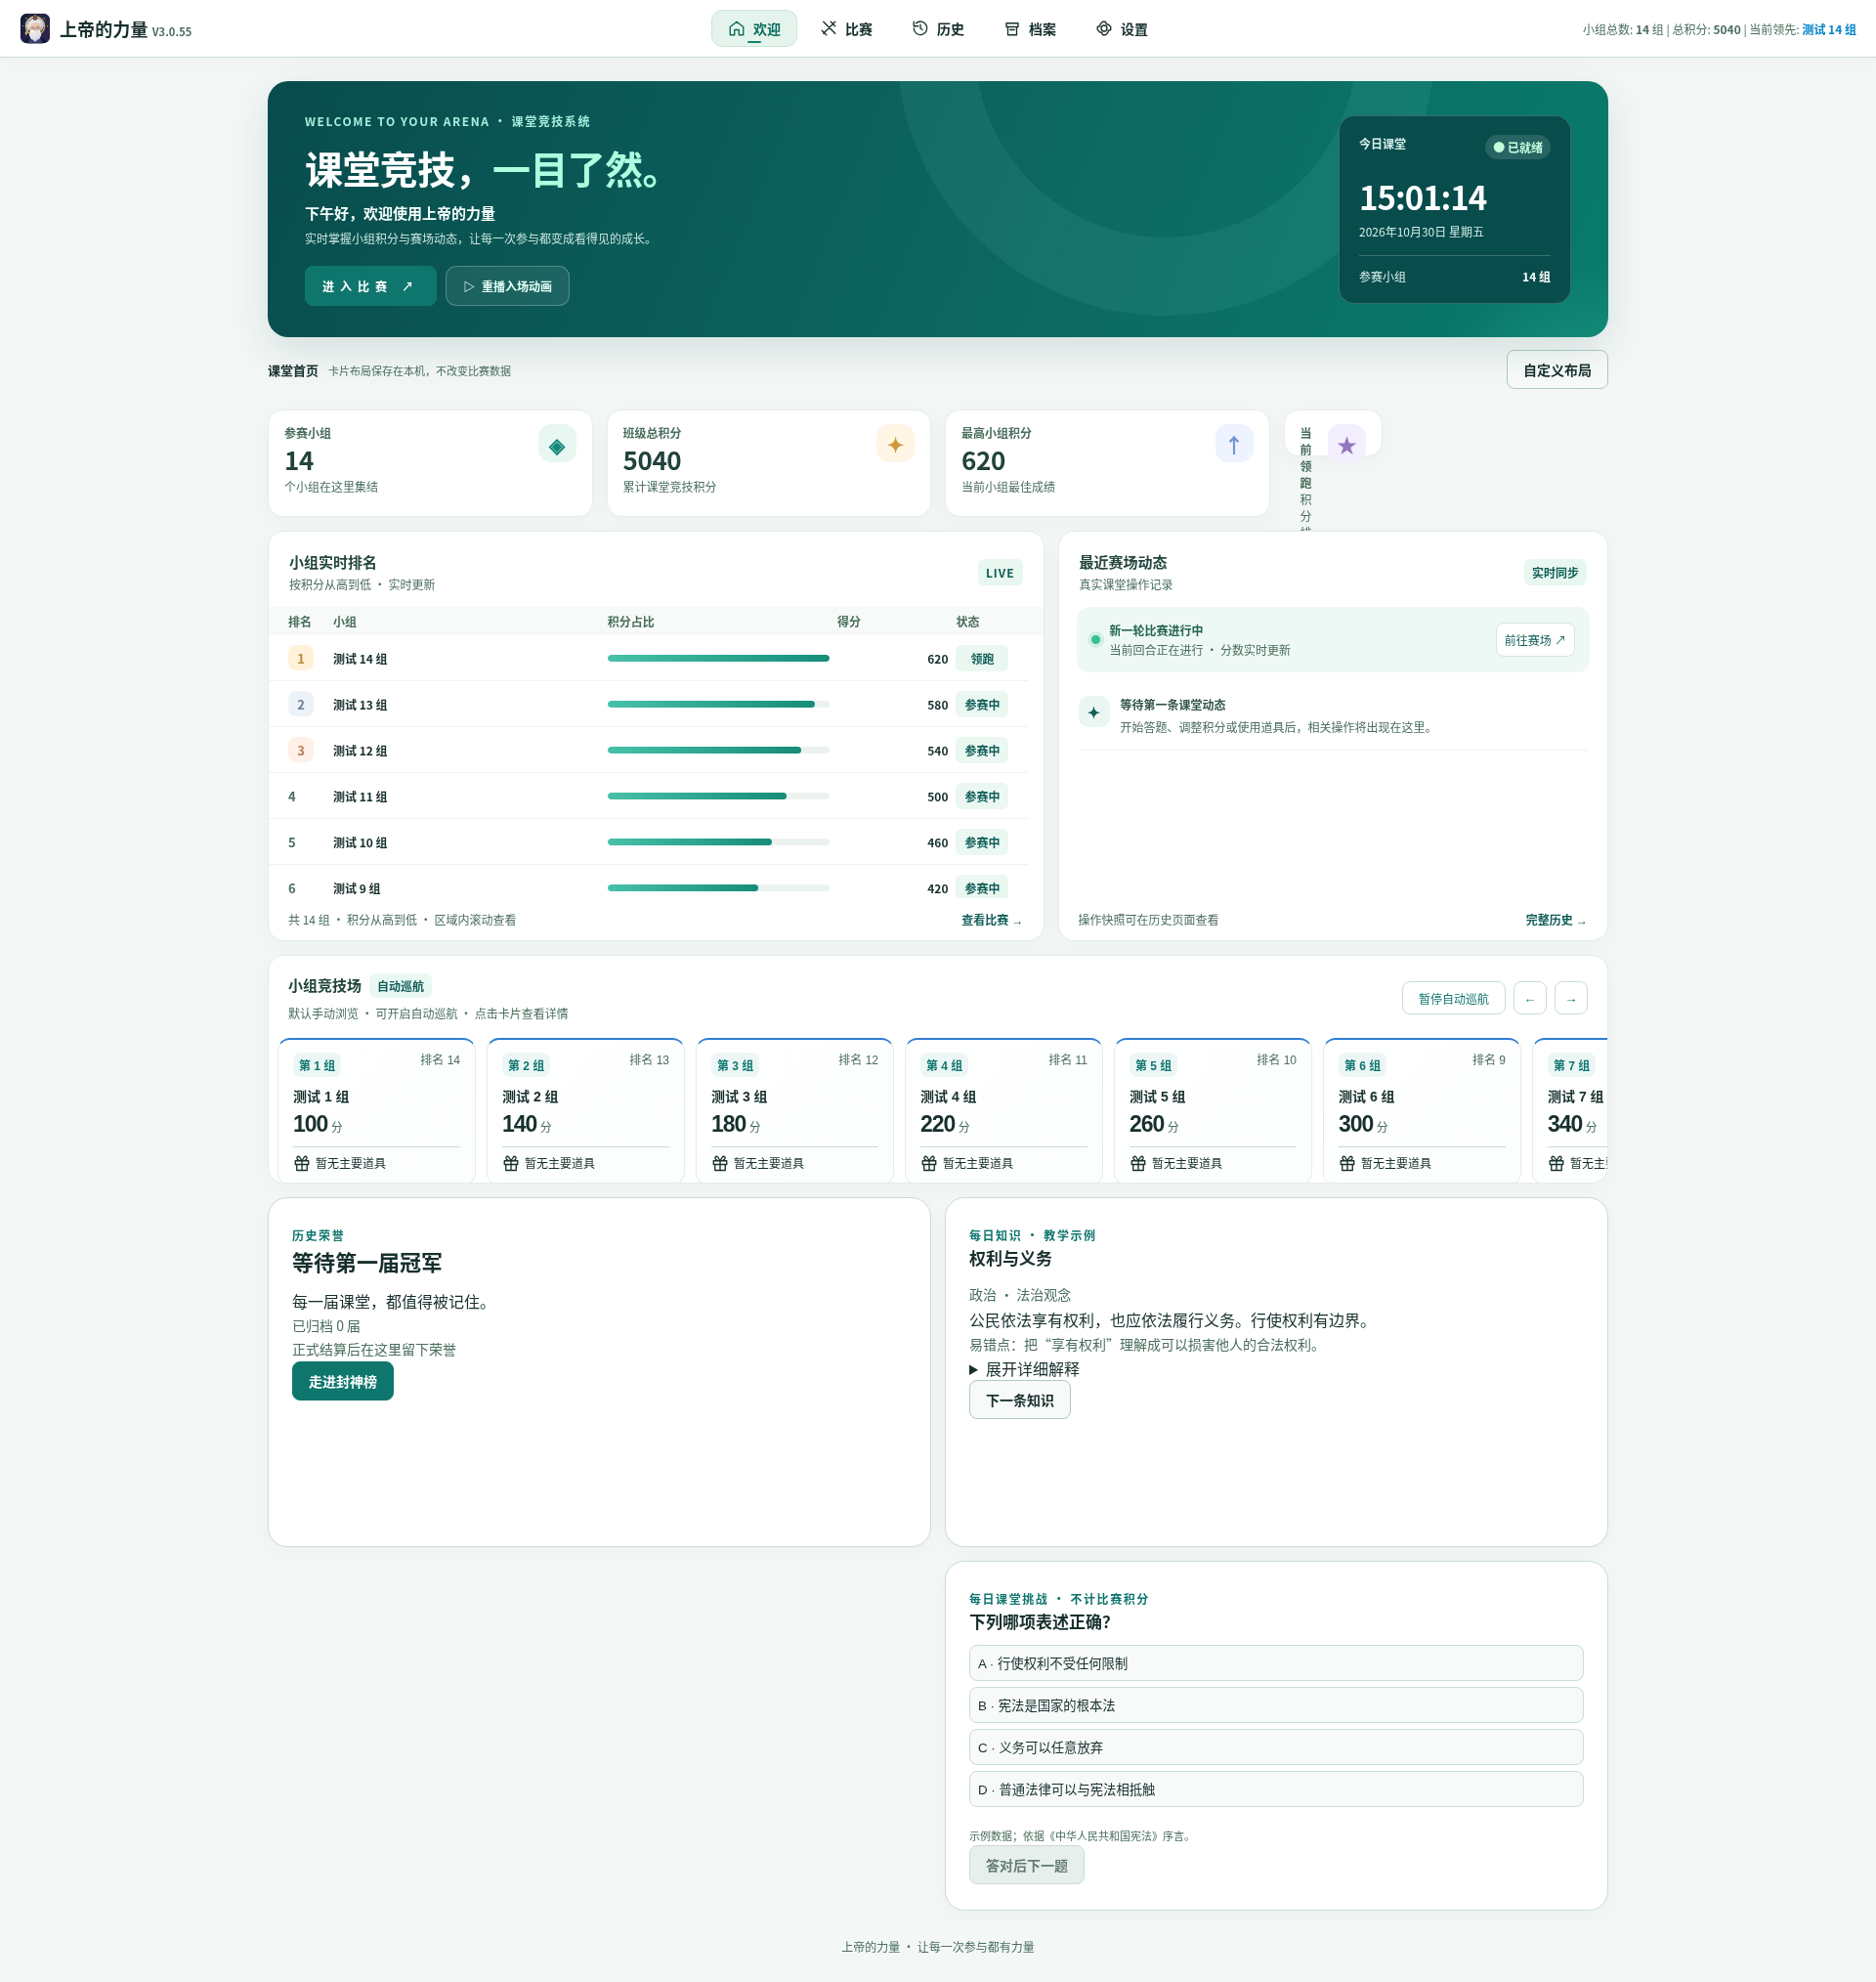 上帝的力量 V3.0.55
欢迎
比赛
历史
档案
设置
小组总数: 14 组 | 总积分: 5040 | 当前领先: 测试 14 组
WELCOME TO YOUR ARENA · 课堂竞技系统
课堂竞技，一目了然。
下午好，欢迎使用上帝的力量
实时掌握小组积分与赛场动态，让每一次参与都变成看得见的成长。
进入比赛 ↗
▷ 重播入场动画
今日课堂
已就绪
15:01:14
2026年10月30日 星期五
参赛小组
14 组
课堂首页
卡片布局保存在本机，不改变比赛数据
自定义布局
参赛小组
14
个小组在这里集结
班级总积分
5040
累计课堂竞技积分
最高小组积分
620
当前小组最佳成绩
当前领跑
积分
小组实时排名
按积分从高到低 · 实时更新
LIVE
排名 小组 积分占比 得分 状态
1 测试 14 组 620 领跑
2 测试 13 组 580 参赛中
3 测试 12 组 540 参赛中
4 测试 11 组 500 参赛中
5 测试 10 组 460 参赛中
6 测试 9 组 420 参赛中
共 14 组 · 积分从高到低 · 区域内滚动查看
查看比赛 →
最近赛场动态
真实课堂操作记录
实时同步
新一轮比赛进行中
当前回合正在进行 · 分数实时更新
前往赛场 ↗
等待第一条课堂动态
开始答题、调整积分或使用道具后，相关操作将出现在这里。
操作快照可在历史页面查看
完整历史 →
小组竞技场
自动巡航
默认手动浏览 · 可开启自动巡航 · 点击卡片查看详情
暂停自动巡航
←
→
第 1 组 排名 14
测试 1 组
100 分
暂无主要道具
第 2 组 排名 13
测试 2 组
140 分
暂无主要道具
第 3 组 排名 12
测试 3 组
180 分
暂无主要道具
第 4 组 排名 11
测试 4 组
220 分
暂无主要道具
第 5 组 排名 10
测试 5 组
260 分
暂无主要道具
第 6 组 排名 9
测试 6 组
300 分
暂无主要道具
第 7 组
测试 7 组
340 分
暂无主
历史荣誉
等待第一届冠军
每一届课堂，都值得被记住。
已归档 0 届
正式结算后在这里留下荣誉
走进封神榜
每日知识 · 教学示例
权利与义务
政治 · 法治观念
公民依法享有权利，也应依法履行义务。行使权利有边界。
易错点：把“享有权利”理解成可以损害他人的合法权利。
▶ 展开详细解释
下一条知识
每日课堂挑战 · 不计比赛积分
下列哪项表述正确？
A · 行使权利不受任何限制
B · 宪法是国家的根本法
C · 义务可以任意放弃
D · 普通法律可以与宪法相抵触
示例数据；依据《中华人民共和国宪法》序言。
答对后下一题
上帝的力量 · 让每一次参与都有力量